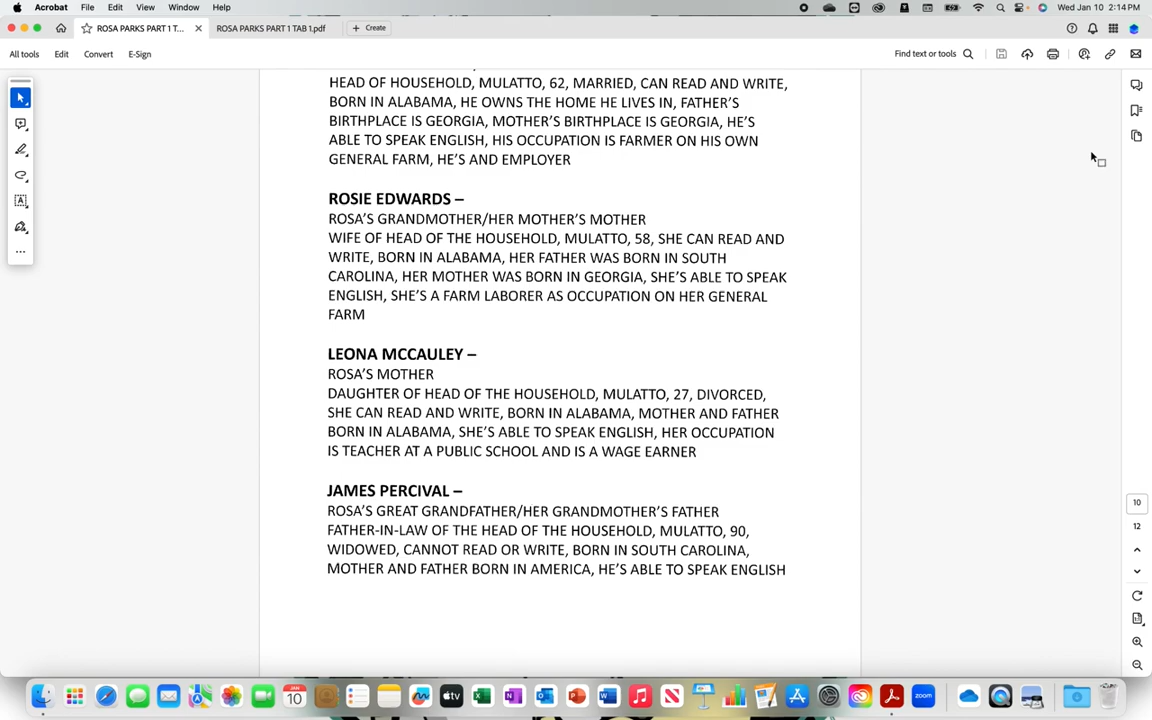 Acrobat File Edit View Window Help
Wed Jan 10 2:14 PM
ROSA PARKS PART 1 T...
ROSA PARKS PART 1 TAB 1.pdf
+ Create
All tools Edit Convert E-Sign
Find text or tools
HEAD OF HOUSEHOLD, MULATTO, 62, MARRIED, CAN READ AND WRITE,
BORN IN ALABAMA, HE OWNS THE HOME HE LIVES IN, FATHER'S
BIRTHPLACE IS GEORGIA, MOTHER'S BIRTHPLACE IS GEORGIA, HE'S
ABLE TO SPEAK ENGLISH, HIS OCCUPATION IS FARMER ON HIS OWN
GENERAL FARM, HE'S AND EMPLOYER
ROSIE EDWARDS –
ROSA'S GRANDMOTHER/HER MOTHER'S MOTHER
WIFE OF HEAD OF THE HOUSEHOLD, MULATTO, 58, SHE CAN READ AND
WRITE, BORN IN ALABAMA, HER FATHER WAS BORN IN SOUTH
CAROLINA, HER MOTHER WAS BORN IN GEORGIA, SHE'S ABLE TO SPEAK
ENGLISH, SHE'S A FARM LABORER AS OCCUPATION ON HER GENERAL
FARM
LEONA MCCAULEY –
ROSA'S MOTHER
DAUGHTER OF HEAD OF THE HOUSEHOLD, MULATTO, 27, DIVORCED,
SHE CAN READ AND WRITE, BORN IN ALABAMA, MOTHER AND FATHER
BORN IN ALABAMA, SHE'S ABLE TO SPEAK ENGLISH, HER OCCUPATION
IS TEACHER AT A PUBLIC SCHOOL AND IS A WAGE EARNER
JAMES PERCIVAL –
ROSA'S GREAT GRANDFATHER/HER GRANDMOTHER'S FATHER
FATHER-IN-LAW OF THE HEAD OF THE HOUSEHOLD, MULATTO, 90,
WIDOWED, CANNOT READ OR WRITE, BORN IN SOUTH CAROLINA,
MOTHER AND FATHER BORN IN AMERICA, HE'S ABLE TO SPEAK ENGLISH
10
12
JAN
10
tv
zoom